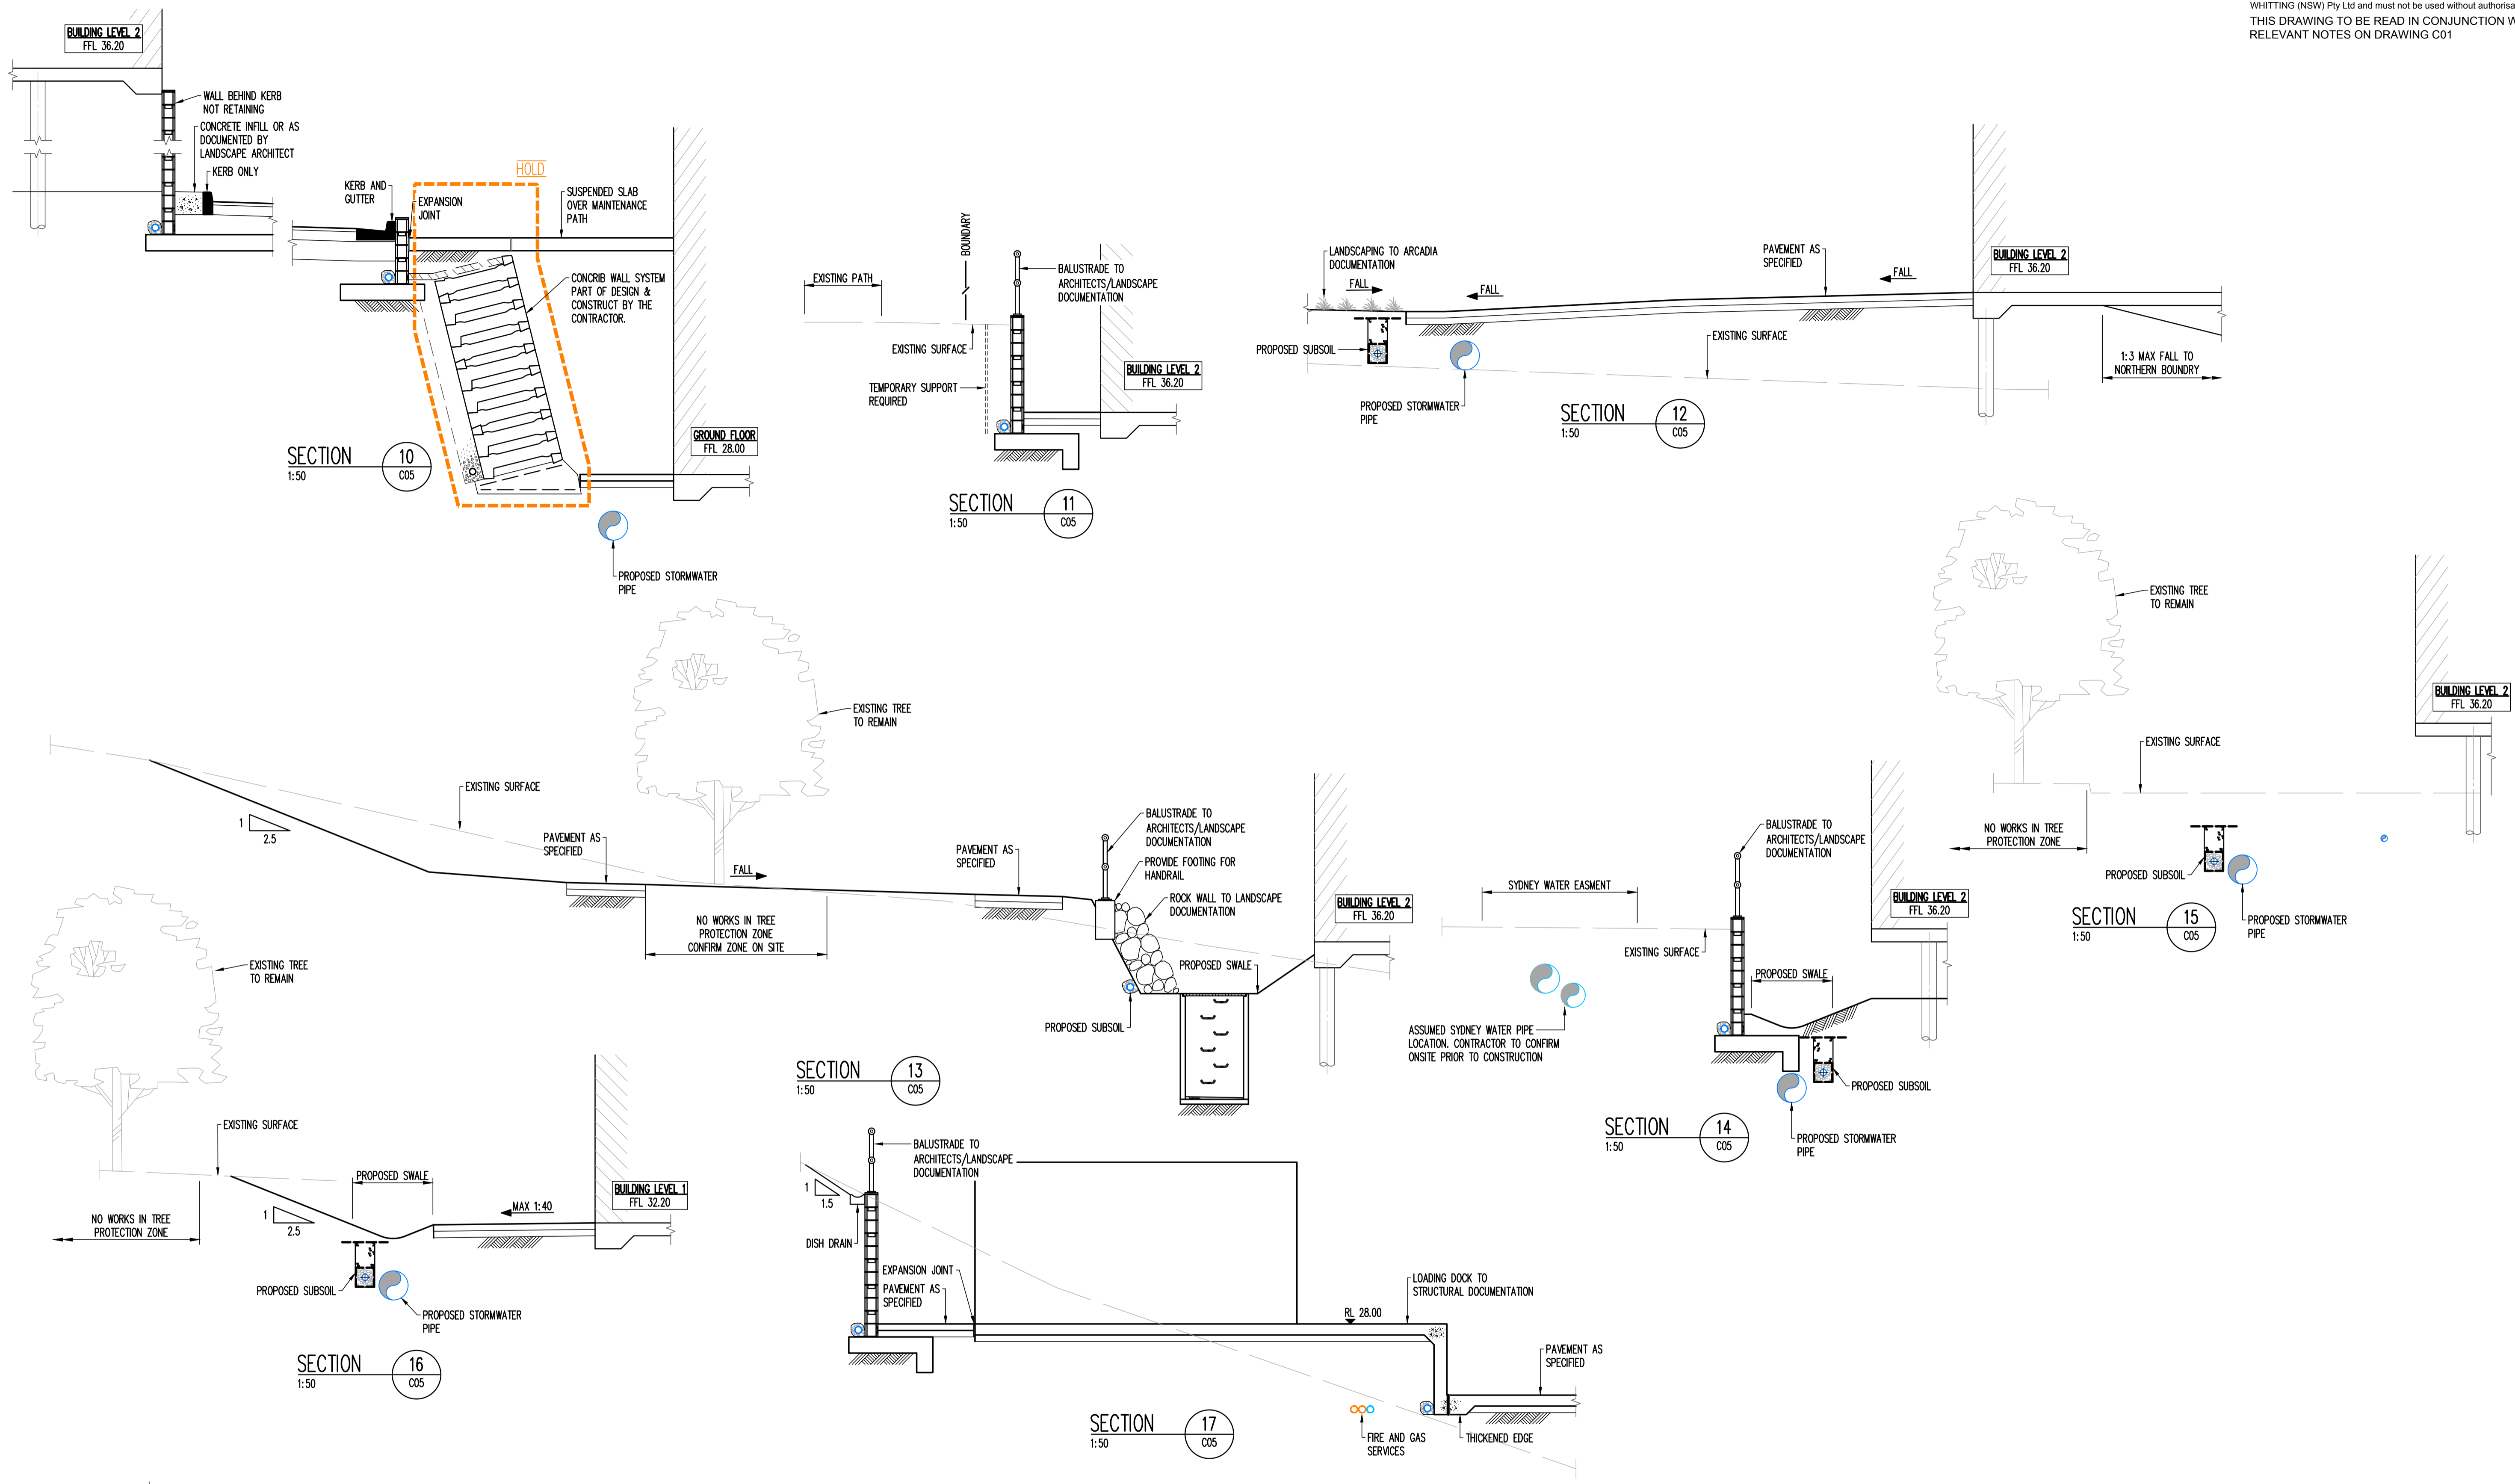 WHITTING (NSW) Pty Ltd and must not be used without authorisa
THIS DRAWING TO BE READ IN CONJUNCTION W
RELEVANT NOTES ON DRAWING C01
BUILDING LEVEL 2
FFL 36.20
WALL BEHIND KERB
NOT RETAINING
CONCRETE INFILL OR AS
DOCUMENTED BY
LANDSCAPE ARCHITECT
KERB ONLY
KERB AND
GUTTER
HOLD
EXPANSION
JOINT
SUSPENDED SLAB
OVER MAINTENANCE
PATH
CONCRIB WALL SYSTEM
PART OF DESIGN &
CONSTRUCT BY THE
CONTRACTOR.
GROUND FLOOR
FFL 28.00
PROPOSED STORMWATER
PIPE
SECTION
1:50
10
C05
EXISTING PATH
BOUNDARY
BALUSTRADE TO
ARCHITECTS/LANDSCAPE
DOCUMENTATION
EXISTING SURFACE
TEMPORARY SUPPORT
REQUIRED
BUILDING LEVEL 2
FFL 36.20
SECTION
1:50
11
C05
LANDSCAPING TO ARCADIA
DOCUMENTATION
FALL
FALL
PAVEMENT AS
SPECIFIED
FALL
BUILDING LEVEL 2
FFL 36.20
PROPOSED SUBSOIL
EXISTING SURFACE
1:3 MAX FALL TO
NORTHERN BOUNDRY
PROPOSED STORMWATER
PIPE
SECTION
1:50
12
C05
EXISTING TREE
TO REMAIN
EXISTING SURFACE
1
2.5
PAVEMENT AS
SPECIFIED
FALL
NO WORKS IN TREE
PROTECTION ZONE
CONFIRM ZONE ON SITE
PAVEMENT AS
SPECIFIED
BALUSTRADE TO
ARCHITECTS/LANDSCAPE
DOCUMENTATION
PROVIDE FOOTING FOR
HANDRAIL
ROCK WALL TO LANDSCAPE
DOCUMENTATION
BUILDING LEVEL 2
FFL 36.20
PROPOSED SWALE
PROPOSED SUBSOIL
SECTION
1:50
13
C05
SYDNEY WATER EASMENT
EXISTING SURFACE
BALUSTRADE TO
ARCHITECTS/LANDSCAPE
DOCUMENTATION
BUILDING LEVEL 2
FFL 36.20
PROPOSED SWALE
ASSUMED SYDNEY WATER PIPE
LOCATION. CONTRACTOR TO CONFIRM
ONSITE PRIOR TO CONSTRUCTION
PROPOSED SUBSOIL
PROPOSED STORMWATER
PIPE
SECTION
1:50
14
C05
EXISTING TREE
TO REMAIN
BUILDING LEVEL 2
FFL 36.20
EXISTING SURFACE
NO WORKS IN TREE
PROTECTION ZONE
PROPOSED SUBSOIL
PROPOSED STORMWATER
PIPE
SECTION
1:50
15
C05
EXISTING TREE
TO REMAIN
EXISTING SURFACE
PROPOSED SWALE
BUILDING LEVEL 1
FFL 32.20
MAX 1:40
NO WORKS IN TREE
PROTECTION ZONE
1
2.5
PROPOSED SUBSOIL
PROPOSED STORMWATER
PIPE
SECTION
1:50
16
C05
BALUSTRADE TO
ARCHITECTS/LANDSCAPE
DOCUMENTATION
1
1.5
DISH DRAIN
EXPANSION JOINT
PAVEMENT AS
SPECIFIED
RL 28.00
LOADING DOCK TO
STRUCTURAL DOCUMENTATION
PAVEMENT AS
SPECIFIED
FIRE AND GAS
SERVICES
THICKENED EDGE
SECTION
1:50
17
C05